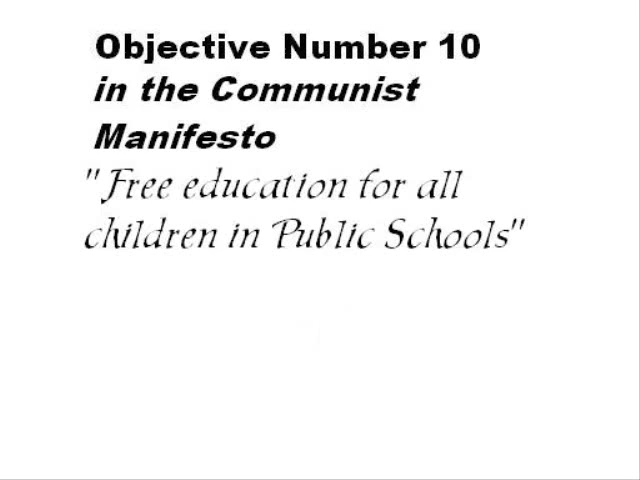 Objective Number 10
in the Communist
Manifesto
"Free education for all
children in Public Schools"